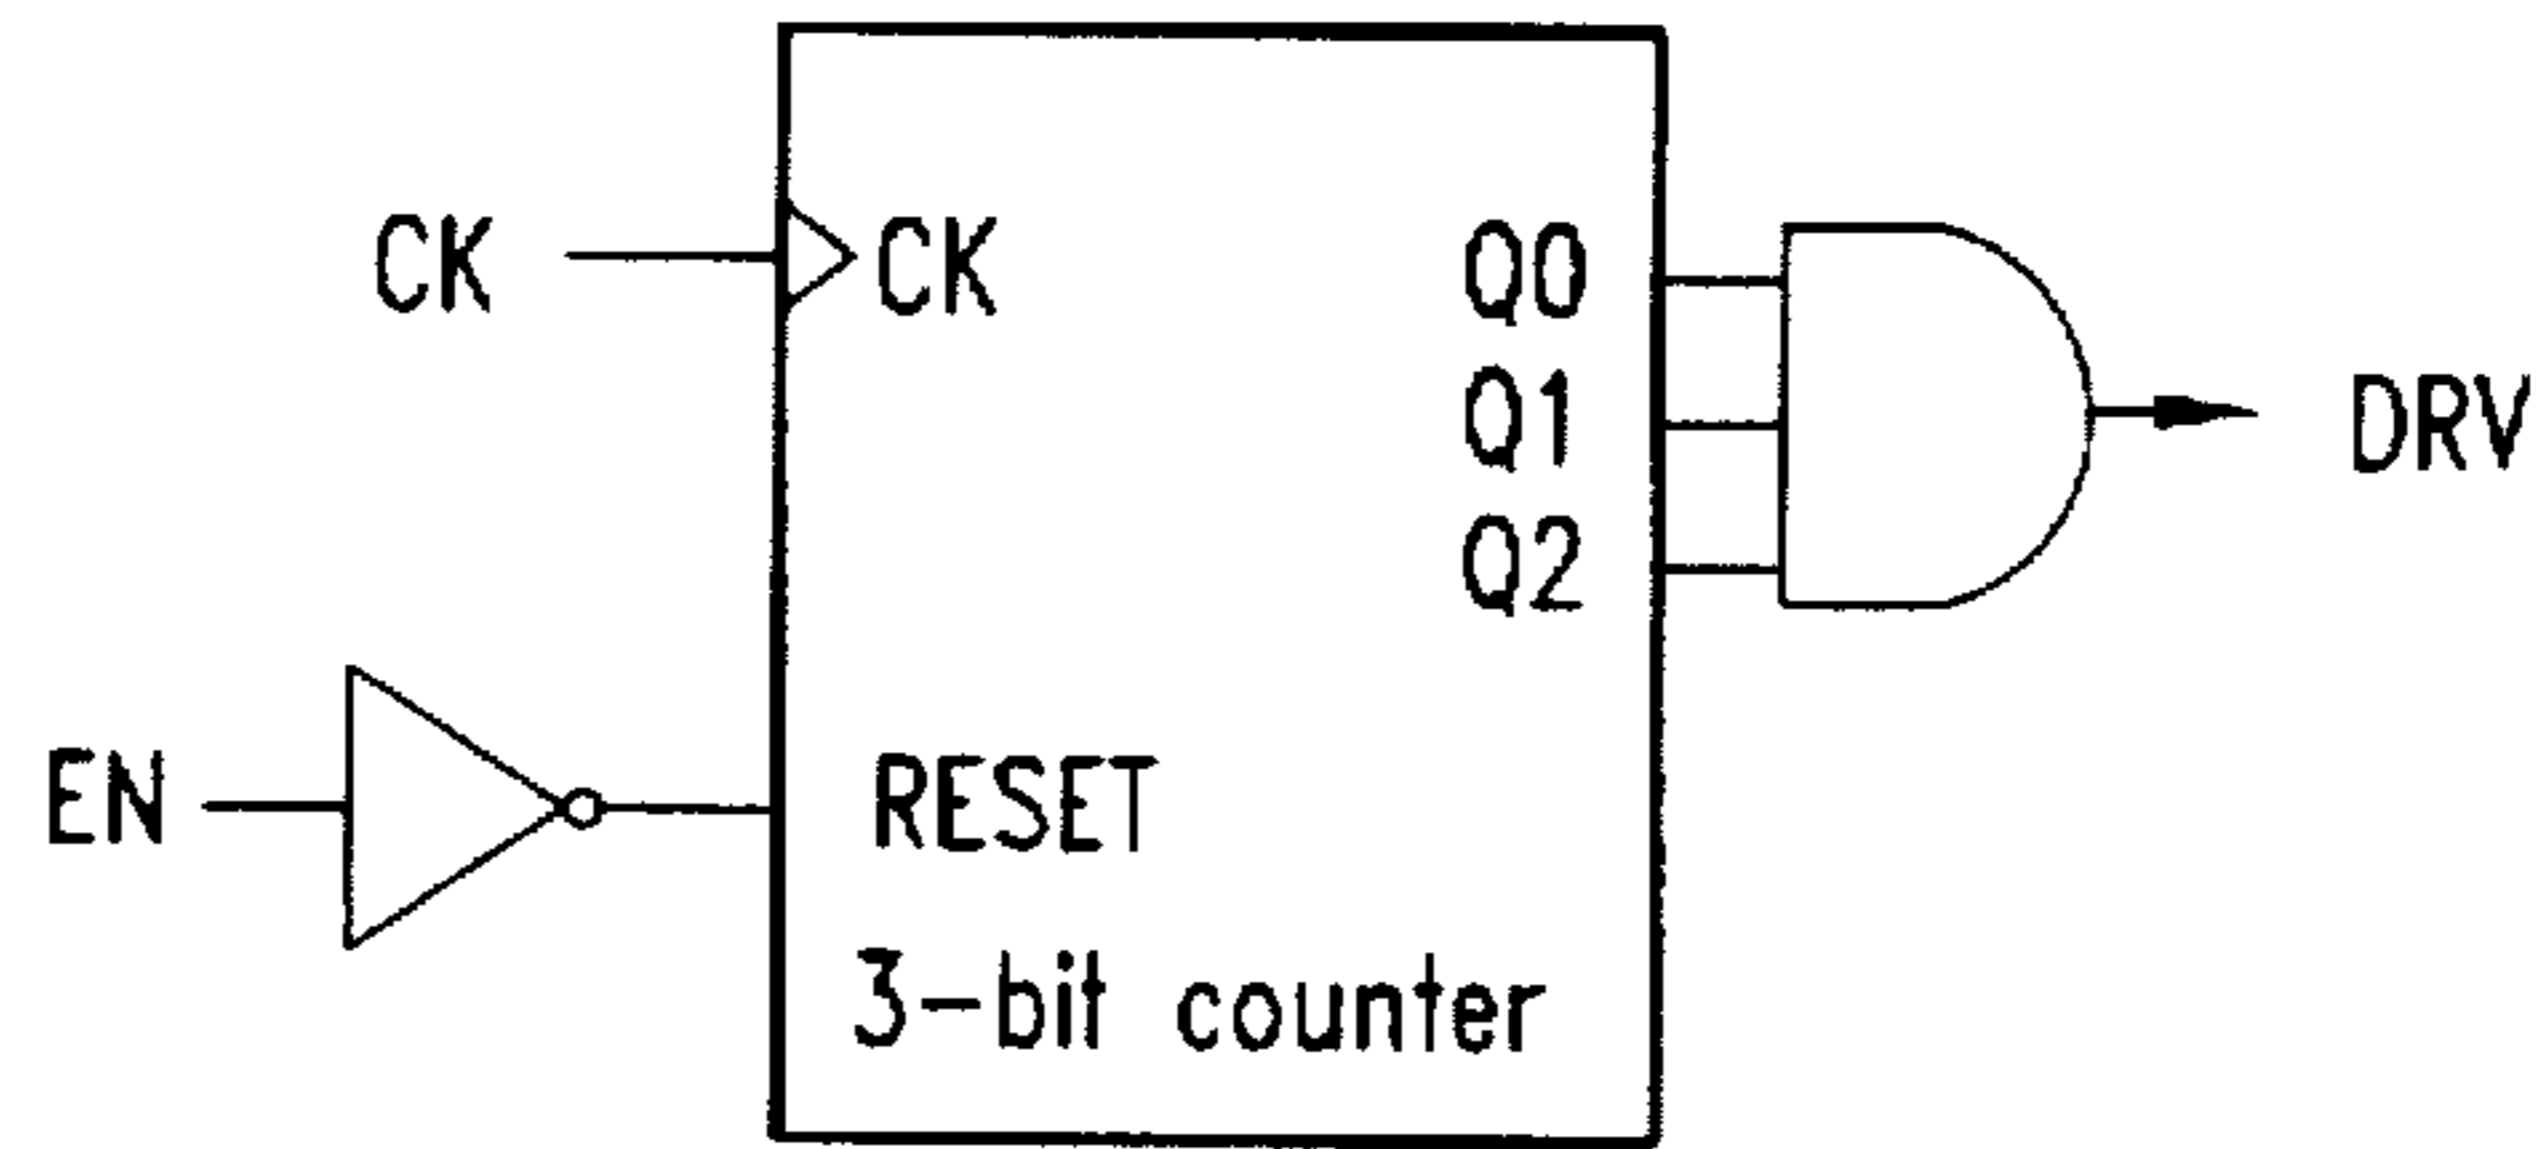 CK
CK
Q0
Q1
Q2
DRV
EN
RESET
3-bit counter